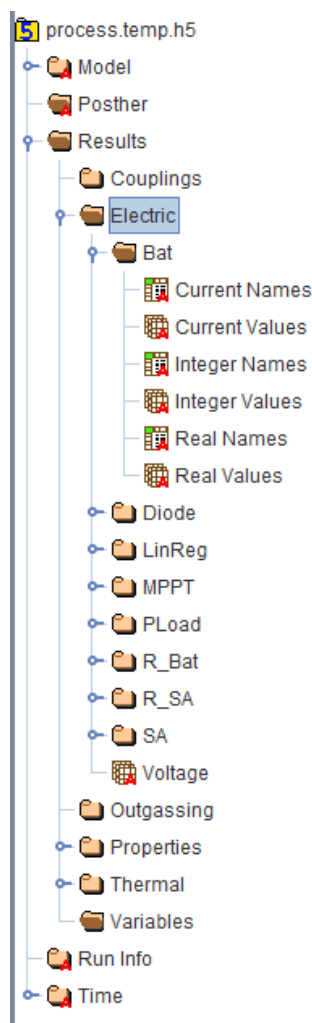 process.temp.h5
Model
Posther
Results
Couplings
Electric
Bat
Current Names
Current Values
Integer Names
Integer Values
Real Names
Real Values
Diode
LinReg
MPPT
PLoad
R_Bat
R_SA
SA
Voltage
Outgassing
Properties
Thermal
Variables
Run Info
Time